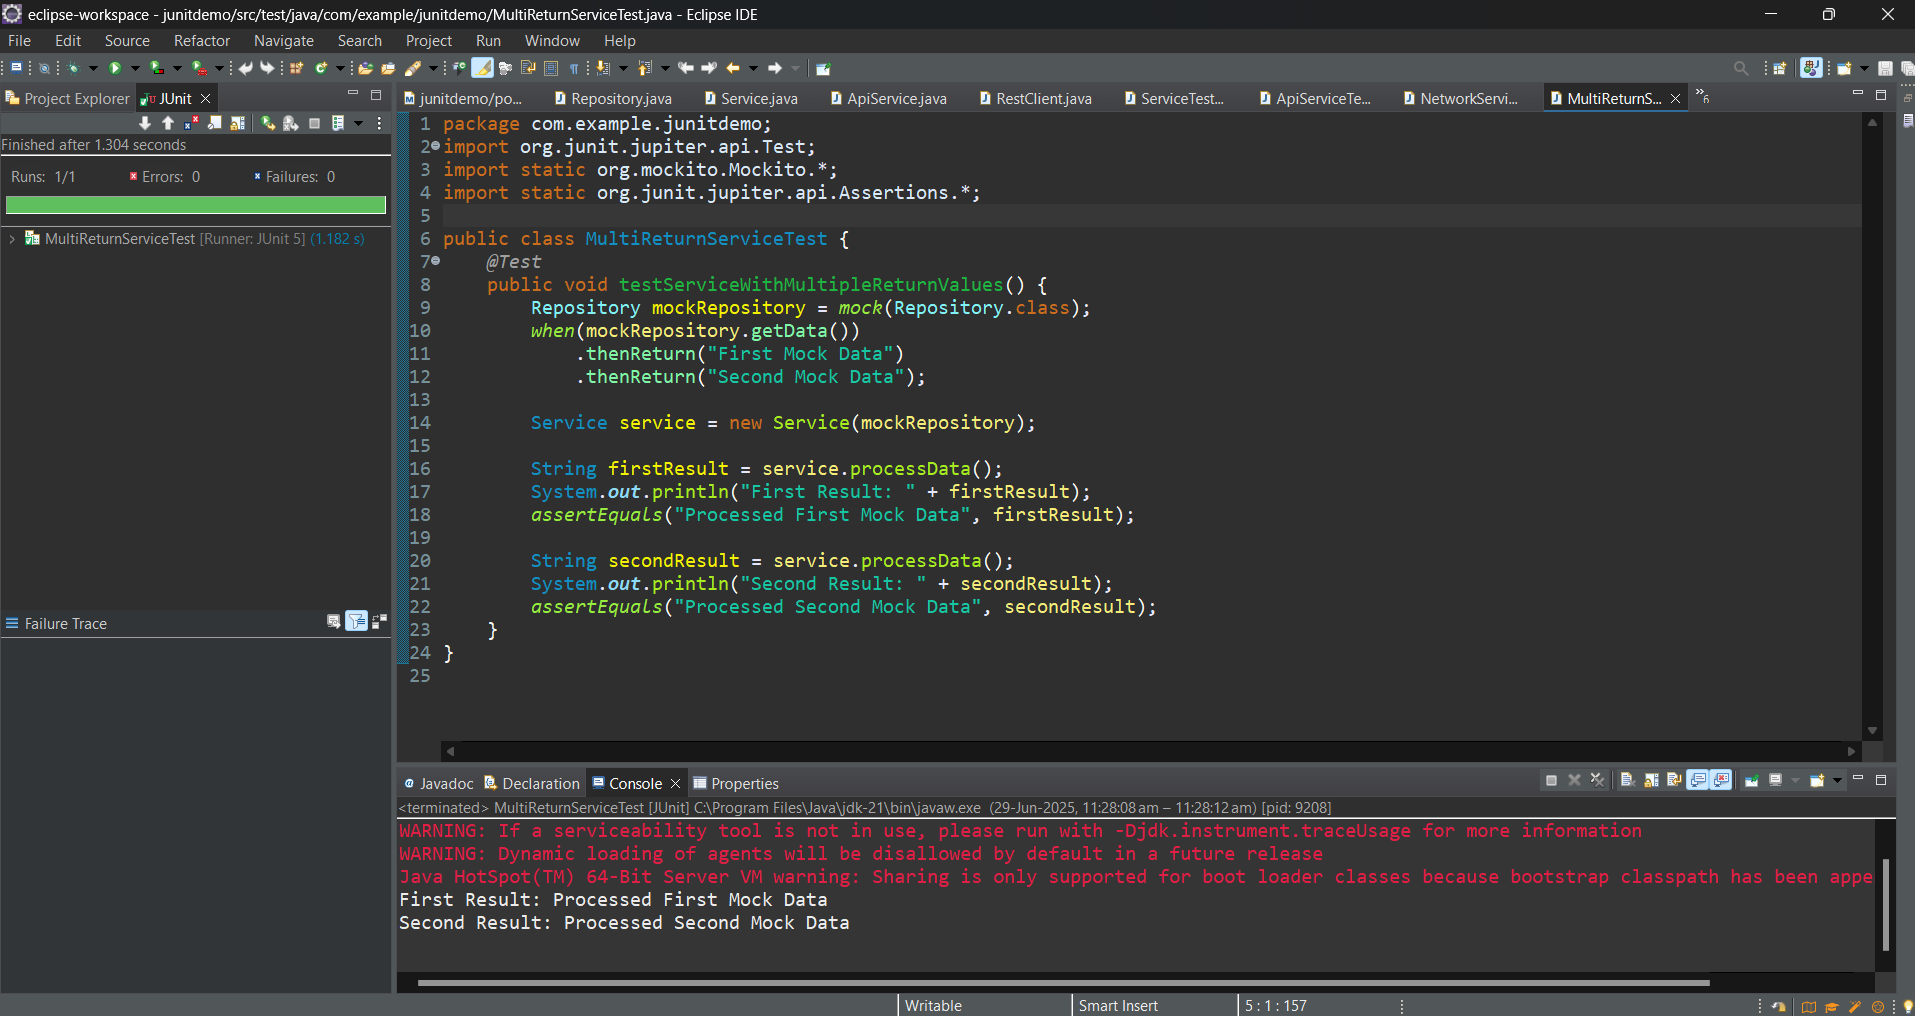 eclipse-workspace - junitdemo/src/test/java/com/example/junitdemo/MultiReturnServiceTest.java - Eclipse IDE
File Edit Source Refactor Navigate Search Project Run Window Help
Project Explorer JUnit
junitdemo/po... Repository.java Service.java ApiService.java RestClient.java ServiceTest... ApiServiceTe... NetworkServi... MultiReturnS... »6
Finished after 1.304 seconds
Runs: 1/1 Errors: 0 Failures: 0
MultiReturnServiceTest [Runner: JUnit 5] (1.182 s)
Failure Trace
1 package com.example.junitdemo;
2 import org.junit.jupiter.api.Test;
3 import static org.mockito.Mockito.*;
4 import static org.junit.jupiter.api.Assertions.*;
5
6 public class MultiReturnServiceTest {
7     @Test
8     public void testServiceWithMultipleReturnValues() {
9         Repository mockRepository = mock(Repository.class);
10         when(mockRepository.getData())
11             .thenReturn("First Mock Data")
12             .thenReturn("Second Mock Data");
13
14         Service service = new Service(mockRepository);
15
16         String firstResult = service.processData();
17         System.out.println("First Result: " + firstResult);
18         assertEquals("Processed First Mock Data", firstResult);
19
20         String secondResult = service.processData();
21         System.out.println("Second Result: " + secondResult);
22         assertEquals("Processed Second Mock Data", secondResult);
23     }
24 }
25
Javadoc Declaration Console Properties
<terminated> MultiReturnServiceTest [JUnit] C:\Program Files\Java\jdk-21\bin\javaw.exe (29-Jun-2025, 11:28:08 am – 11:28:12 am) [pid: 9208]
WARNING: If a serviceability tool is not in use, please run with -Djdk.instrument.traceUsage for more information
WARNING: Dynamic loading of agents will be disallowed by default in a future release
Java HotSpot(TM) 64-Bit Server VM warning: Sharing is only supported for boot loader classes because bootstrap classpath has been appe
First Result: Processed First Mock Data
Second Result: Processed Second Mock Data
Writable Smart Insert 5 : 1 : 157